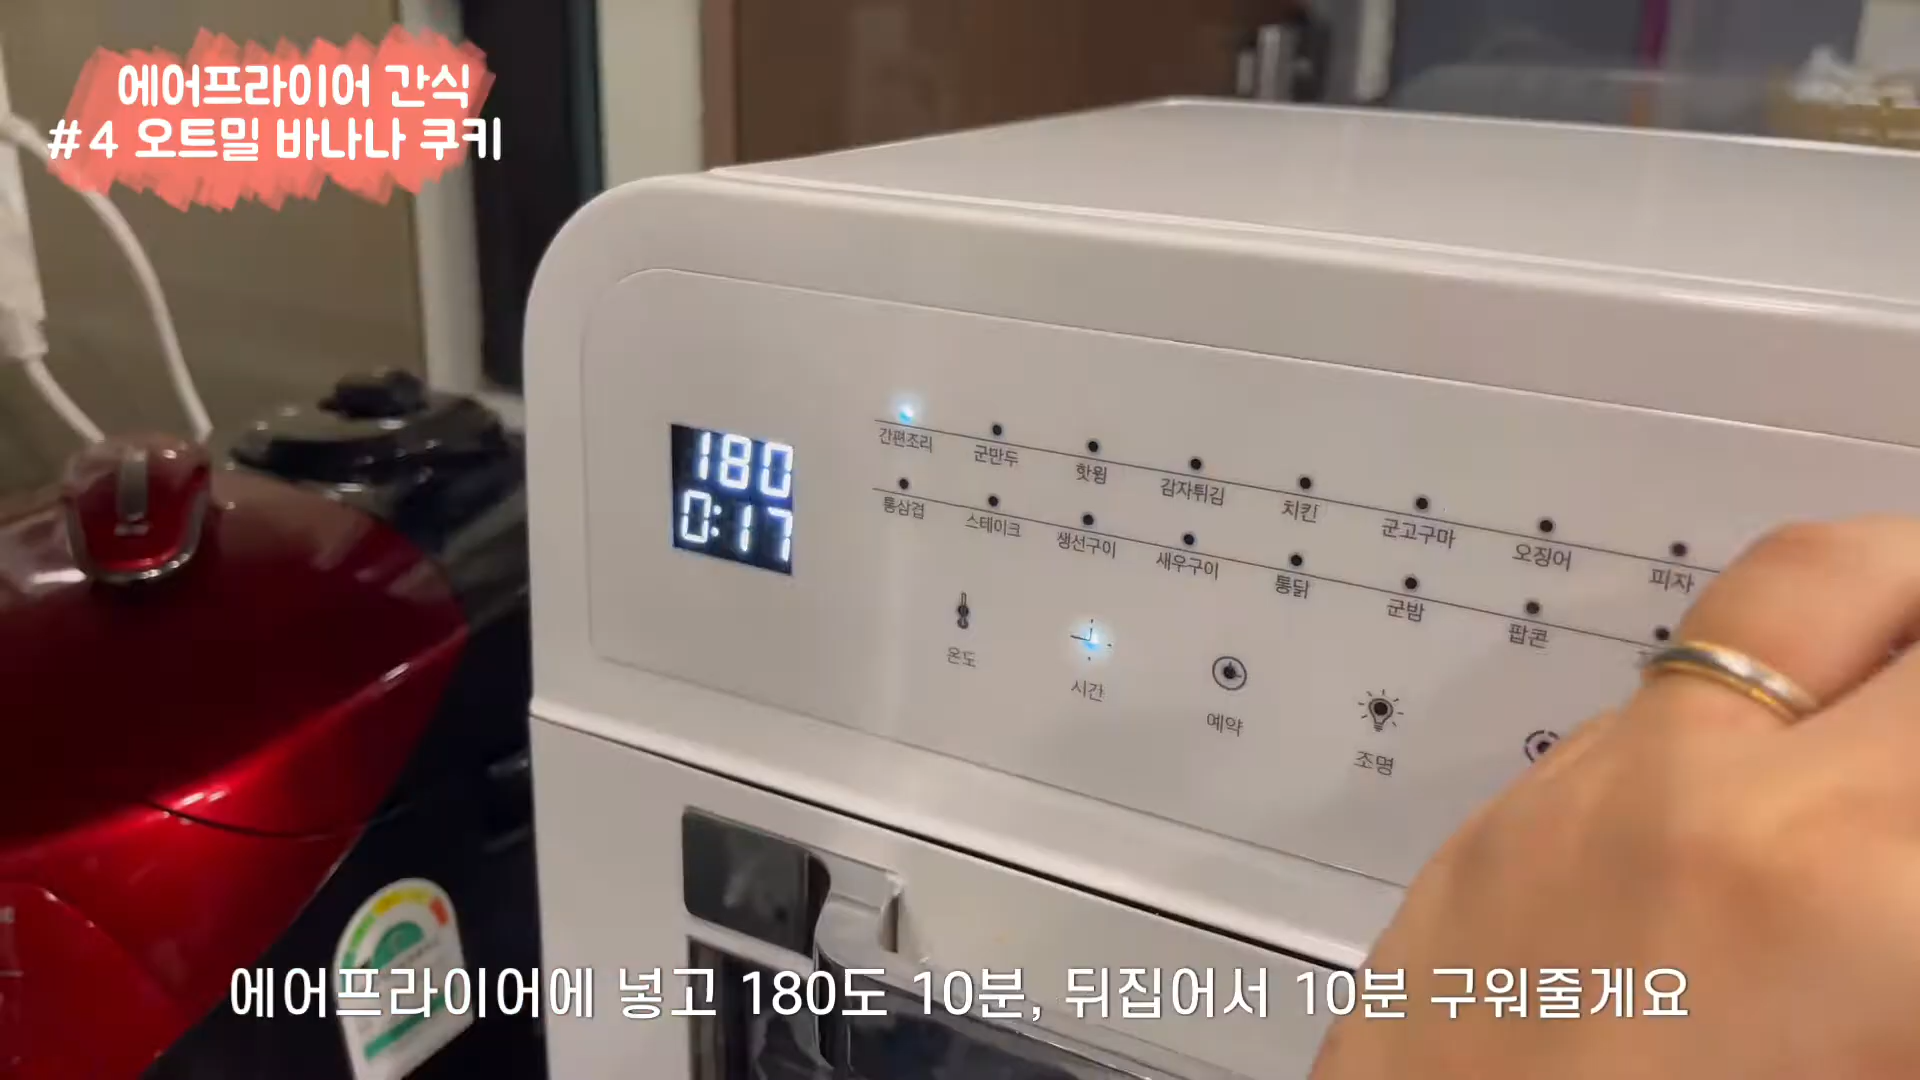 에어프라이어 간식
#4 오트밀 바나나 쿠키
180
0:17
간편조리 군만두 핫윙 감자튀김 치킨 군고구마 오징어 피자
통삼겹 스테이크 생선구이 새우구이 통닭 군밤 팝콘
온도 시간 예약 조명
에어프라이어에 넣고 180도 10분, 뒤집어서 10분 구워줄게요